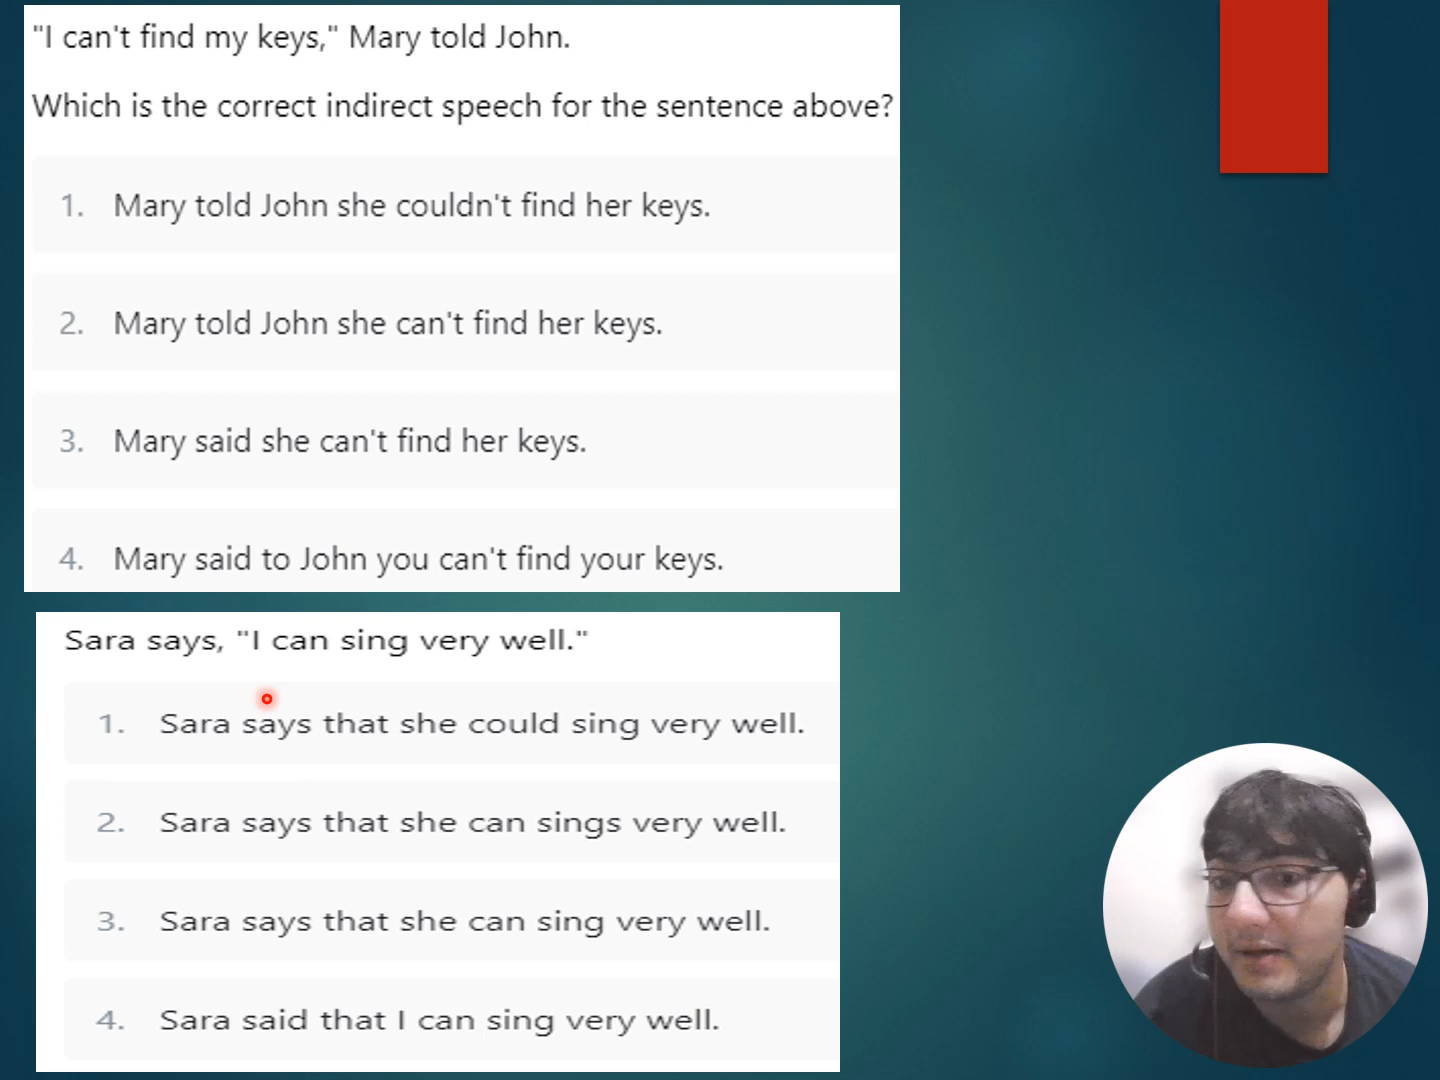 "I can't find my keys," Mary told John.
Which is the correct indirect speech for the sentence above?
1. Mary told John she couldn't find her keys.
2. Mary told John she can't find her keys.
3. Mary said she can't find her keys.
4. Mary said to John you can't find your keys.
Sara says, "I can sing very well."
1. Sara says that she could sing very well.
2. Sara says that she can sings very well.
3. Sara says that she can sing very well.
4. Sara said that I can sing very well.